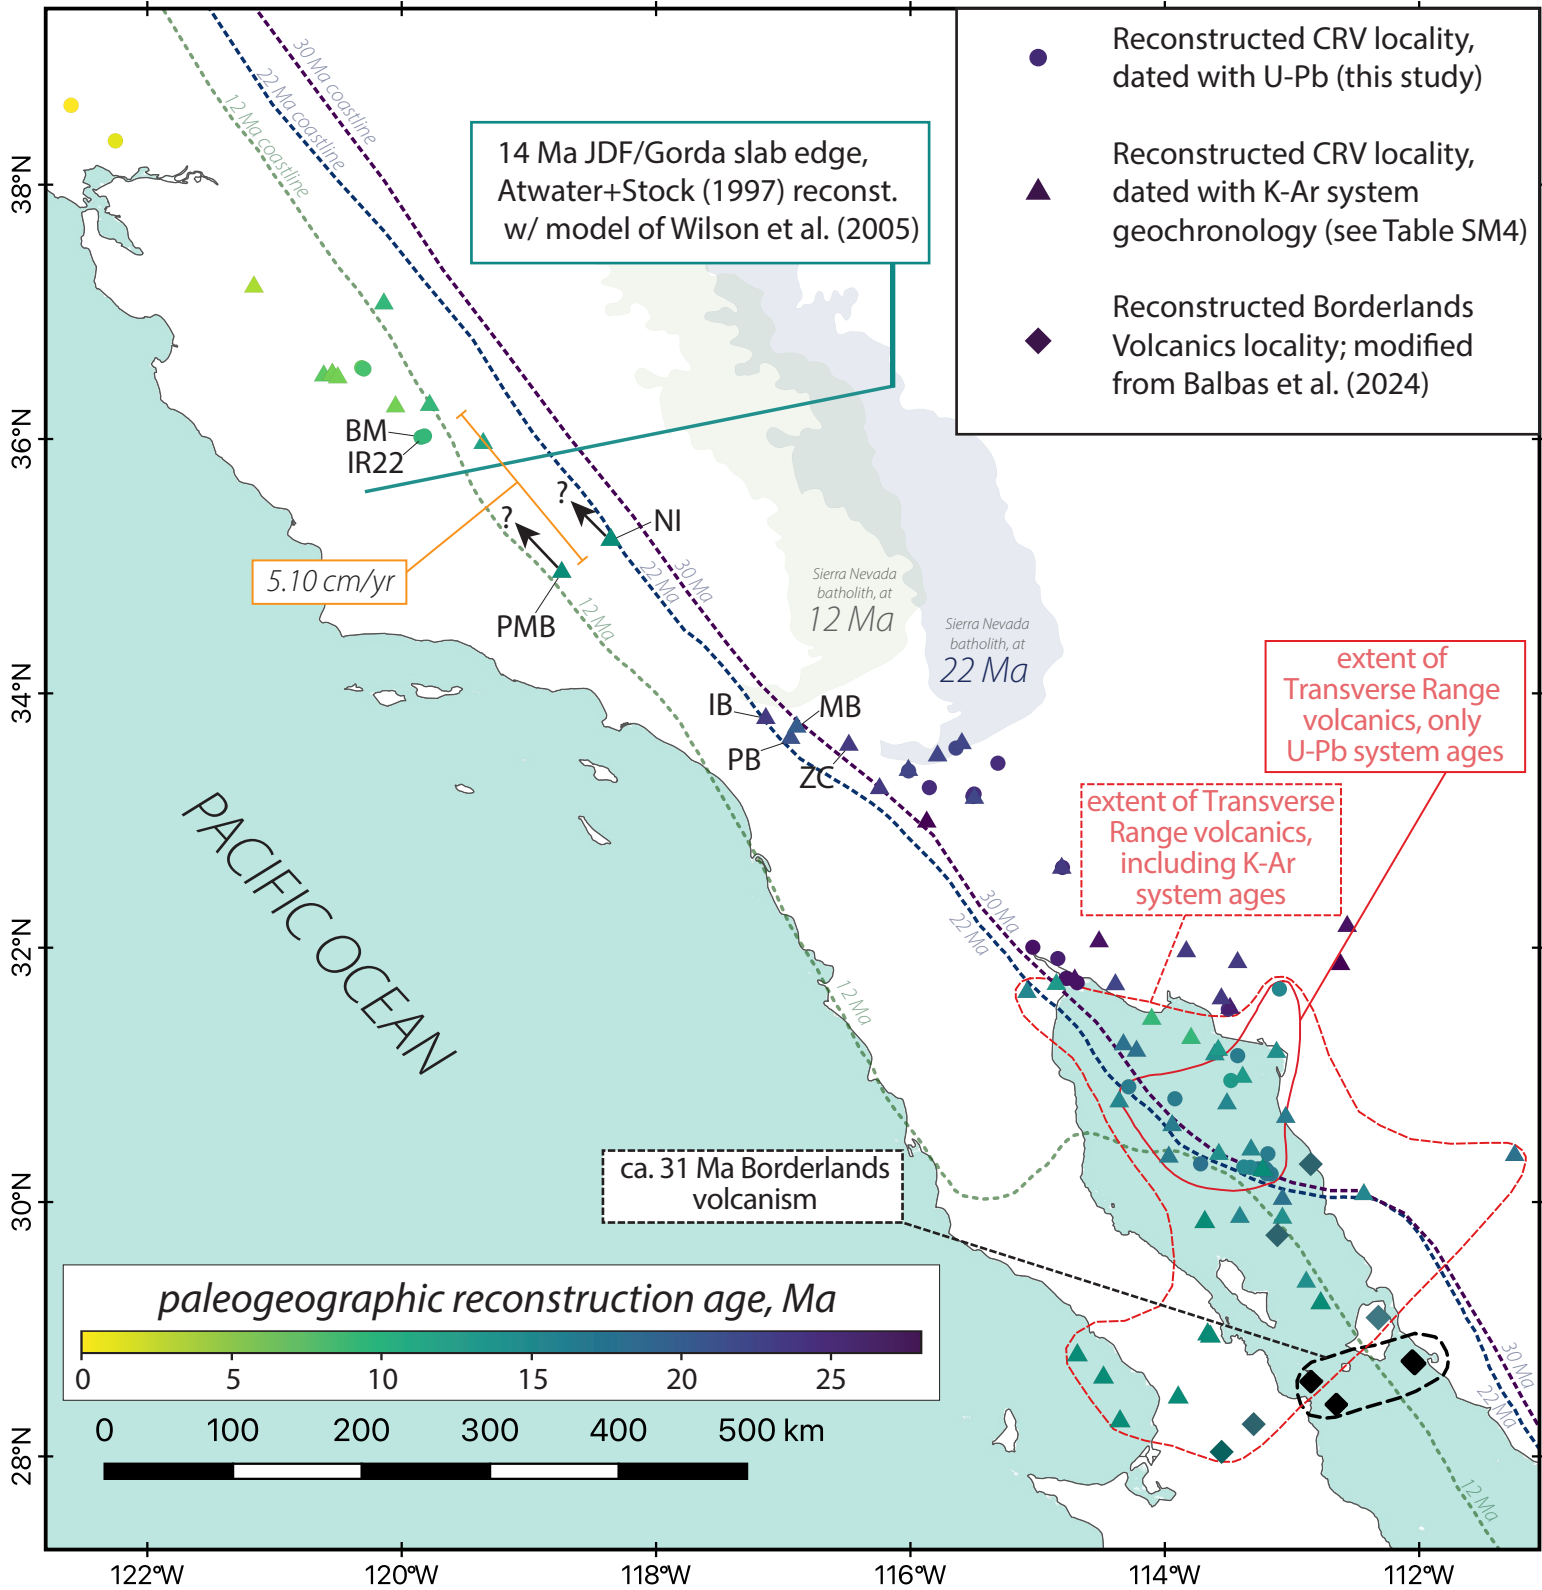 Reconstructed CRV locality,
dated with U-Pb (this study)
Reconstructed CRV locality,
dated with K-Ar system
geochronology (see Table SM4)
Reconstructed Borderlands
Volcanics locality; modified
from Balbas et al. (2024)
14 Ma JDF/Gorda slab edge,
Atwater+Stock (1997) reconst.
w/ model of Wilson et al. (2005)
30 Ma coastline
22 Ma coastline
12 Ma coastline
38°N
36°N
34°N
32°N
30°N
28°N
BM
IR22
?
?
NI
PMB
5.10 cm/yr
30 Ma
22 Ma
12 Ma
Sierra Nevada
batholith, at
12 Ma
Sierra Nevada
batholith, at
22 Ma
IB
MB
PB
ZC
extent of
Transverse Range
volcanics, only
U-Pb system ages
extent of Transverse
Range volcanics,
including K-Ar
system ages
PACIFIC OCEAN
30 Ma
22 Ma
12 Ma
ca. 31 Ma Borderlands
volcanism
30 Ma
22 Ma
12 Ma
paleogeographic reconstruction age, Ma
0 5 10 15 20 25
0 100 200 300 400 500 km
122°W 120°W 118°W 116°W 114°W 112°W